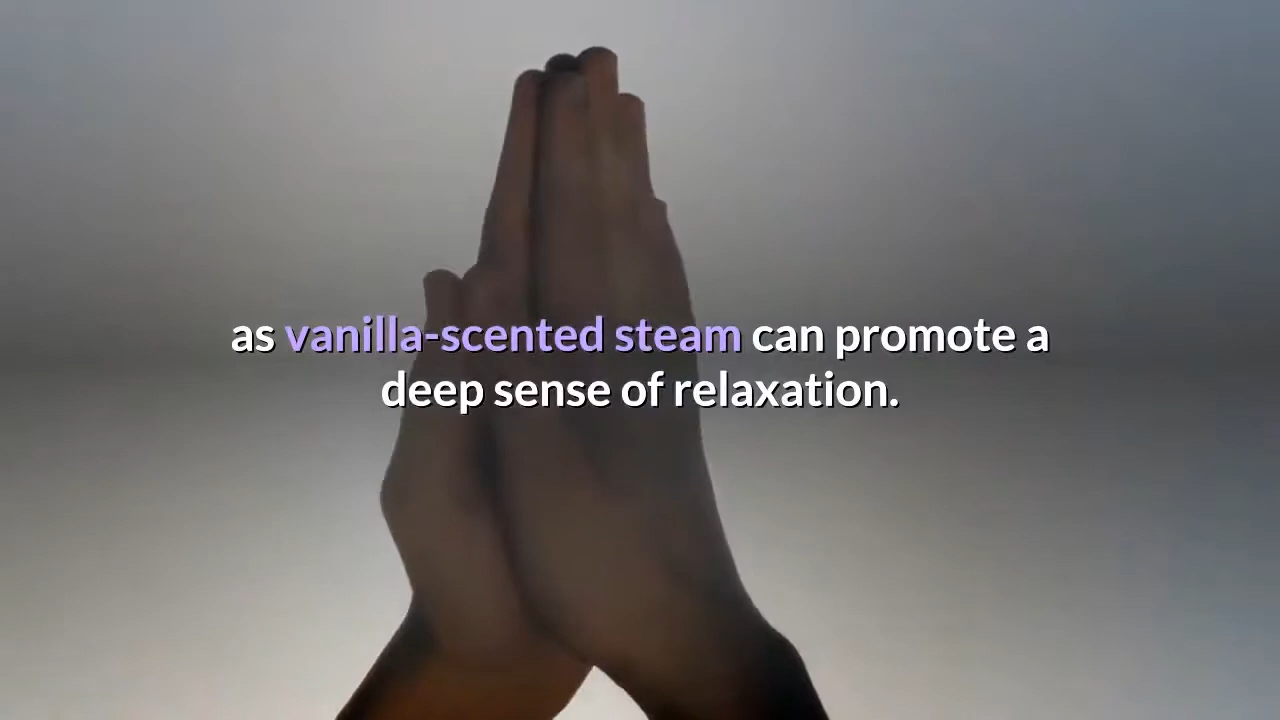 as vanilla-scented steam can promote a
deep sense of relaxation.